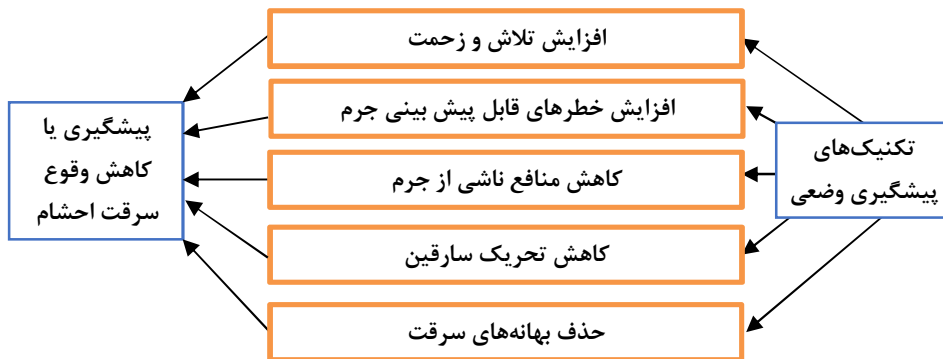 تکنیک‌های
پیشگیری وضعی
افزایش تلاش و زحمت
افزایش خطرهای قابل پیش بینی جرم
کاهش منافع ناشی از جرم
کاهش تحریک سارقین
حذف بهانه‌های سرقت
پیشگیری یا
کاهش وقوع
سرقت احشام